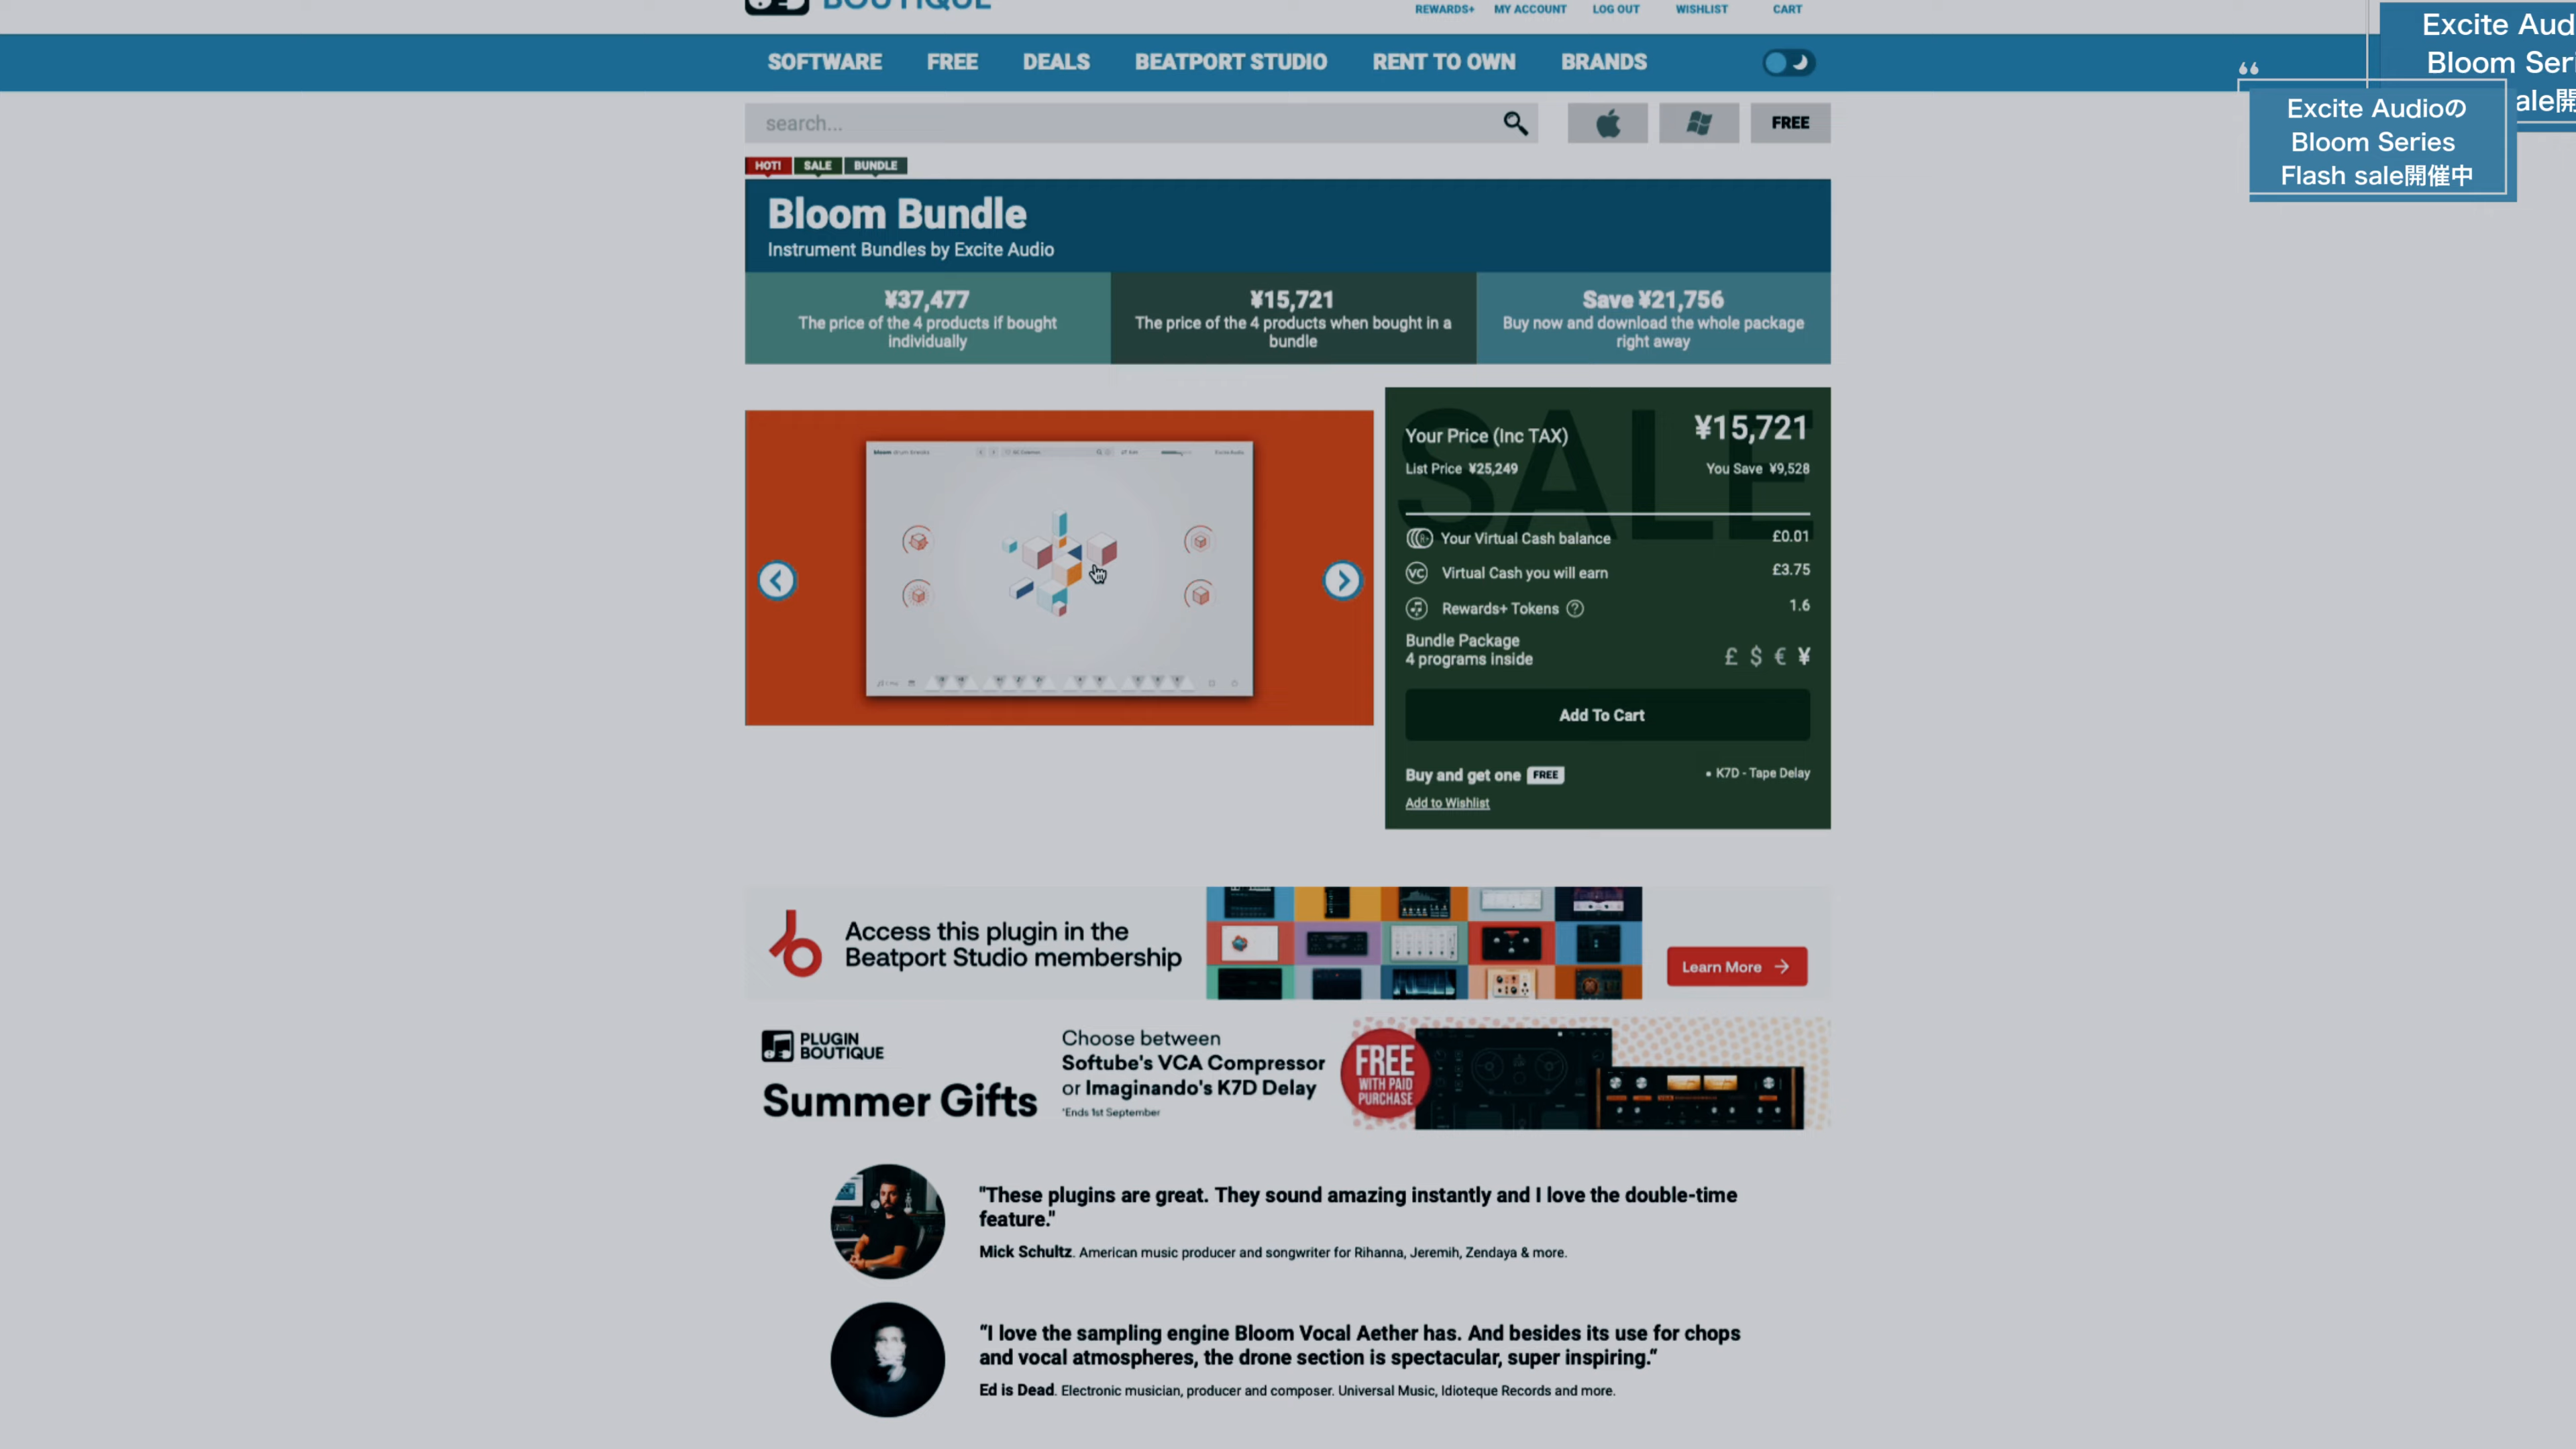 BOUTIQUE
REWARDS+ MY ACCOUNT LOG OUT WISHLIST CART
SOFTWARE FREE DEALS BEATPORT STUDIO RENT TO OWN BRANDS
search...
FREE
HOT! SALE BUNDLE
Bloom Bundle
Instrument Bundles by Excite Audio
¥37,477
The price of the 4 products if bought
individually
¥15,721
The price of the 4 products when bought in a
bundle
Save ¥21,756
Buy now and download the whole package
right away
SALE
Your Price (Inc TAX) ¥15,721
List Price ¥25,249 You Save ¥9,528
Your Virtual Cash balance £0.01
VC Virtual Cash you will earn £3.75
Rewards+ Tokens ? 1.6
Bundle Package
4 programs inside
£ $ € ¥
Add To Cart
Buy and get one FREE • K7D - Tape Delay
Add to Wishlist
Access this plugin in the
Beatport Studio membership
Learn More →
PLUGIN
BOUTIQUE
Summer Gifts
Choose between
Softube's VCA Compressor
or Imaginando's K7D Delay
*Ends 1st September
FREE
WITH PAID
PURCHASE
"These plugins are great. They sound amazing instantly and I love the double-time
feature."
Mick Schultz. American music producer and songwriter for Rihanna, Jeremih, Zendaya & more.
“I love the sampling engine Bloom Vocal Aether has. And besides its use for chops
and vocal atmospheres, the drone section is spectacular, super inspiring.“
Ed is Dead. Electronic musician, producer and composer. Universal Music, Idioteque Records and more.
Excite Aud
Bloom Seri
ale開
“
Excite Audioの
Bloom Series
Flash sale開催中